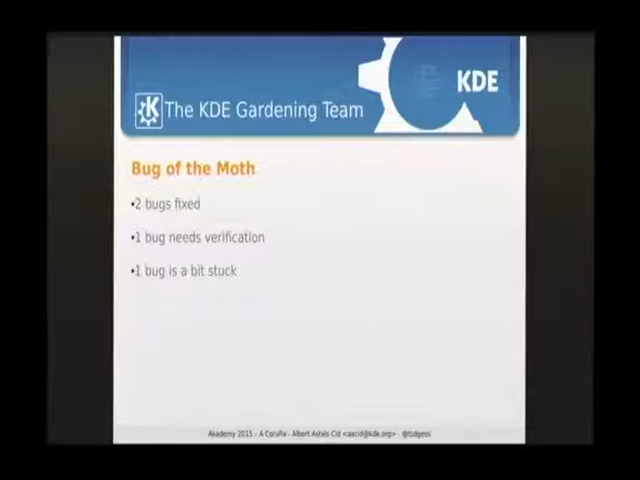 KDE
The KDE Gardening Team
Bug of the Moth
•2 bugs fixed
•1 bug needs verification
•1 bug is a bit stuck
Akademy 2015 - A Coruña - Albert Astals Cid <aacid@kde.org> - @tsdgeos